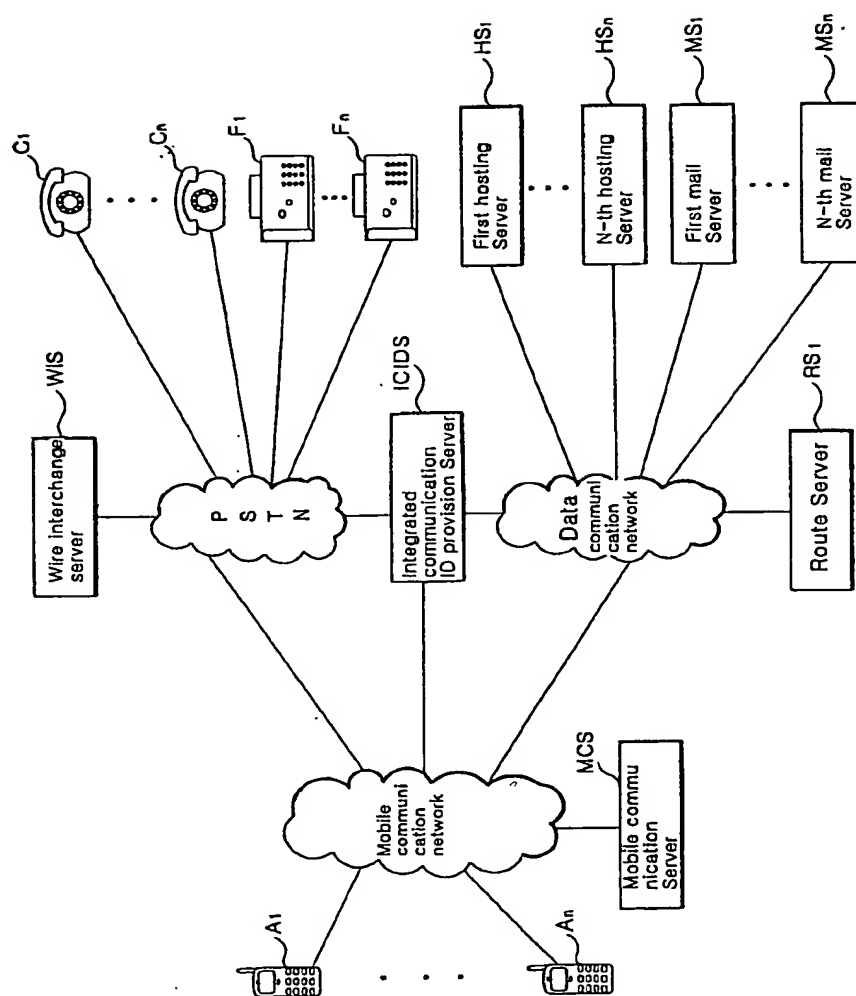 C1
Cn
F1
Fn
HS1
First hosting
Server
HSn
N-th hosting
Server
MS1
First mail
Server
MSn
N-th mail
Server
WIS
Wire interchange
server
P
S
T
N
ICIDS
Integrated
communication
ID provision Server
Data
communi
cation
network
RS1
Route Server
Mobile
communi
cation
network
MCS
Mobile commu
nication
Server
A1
An